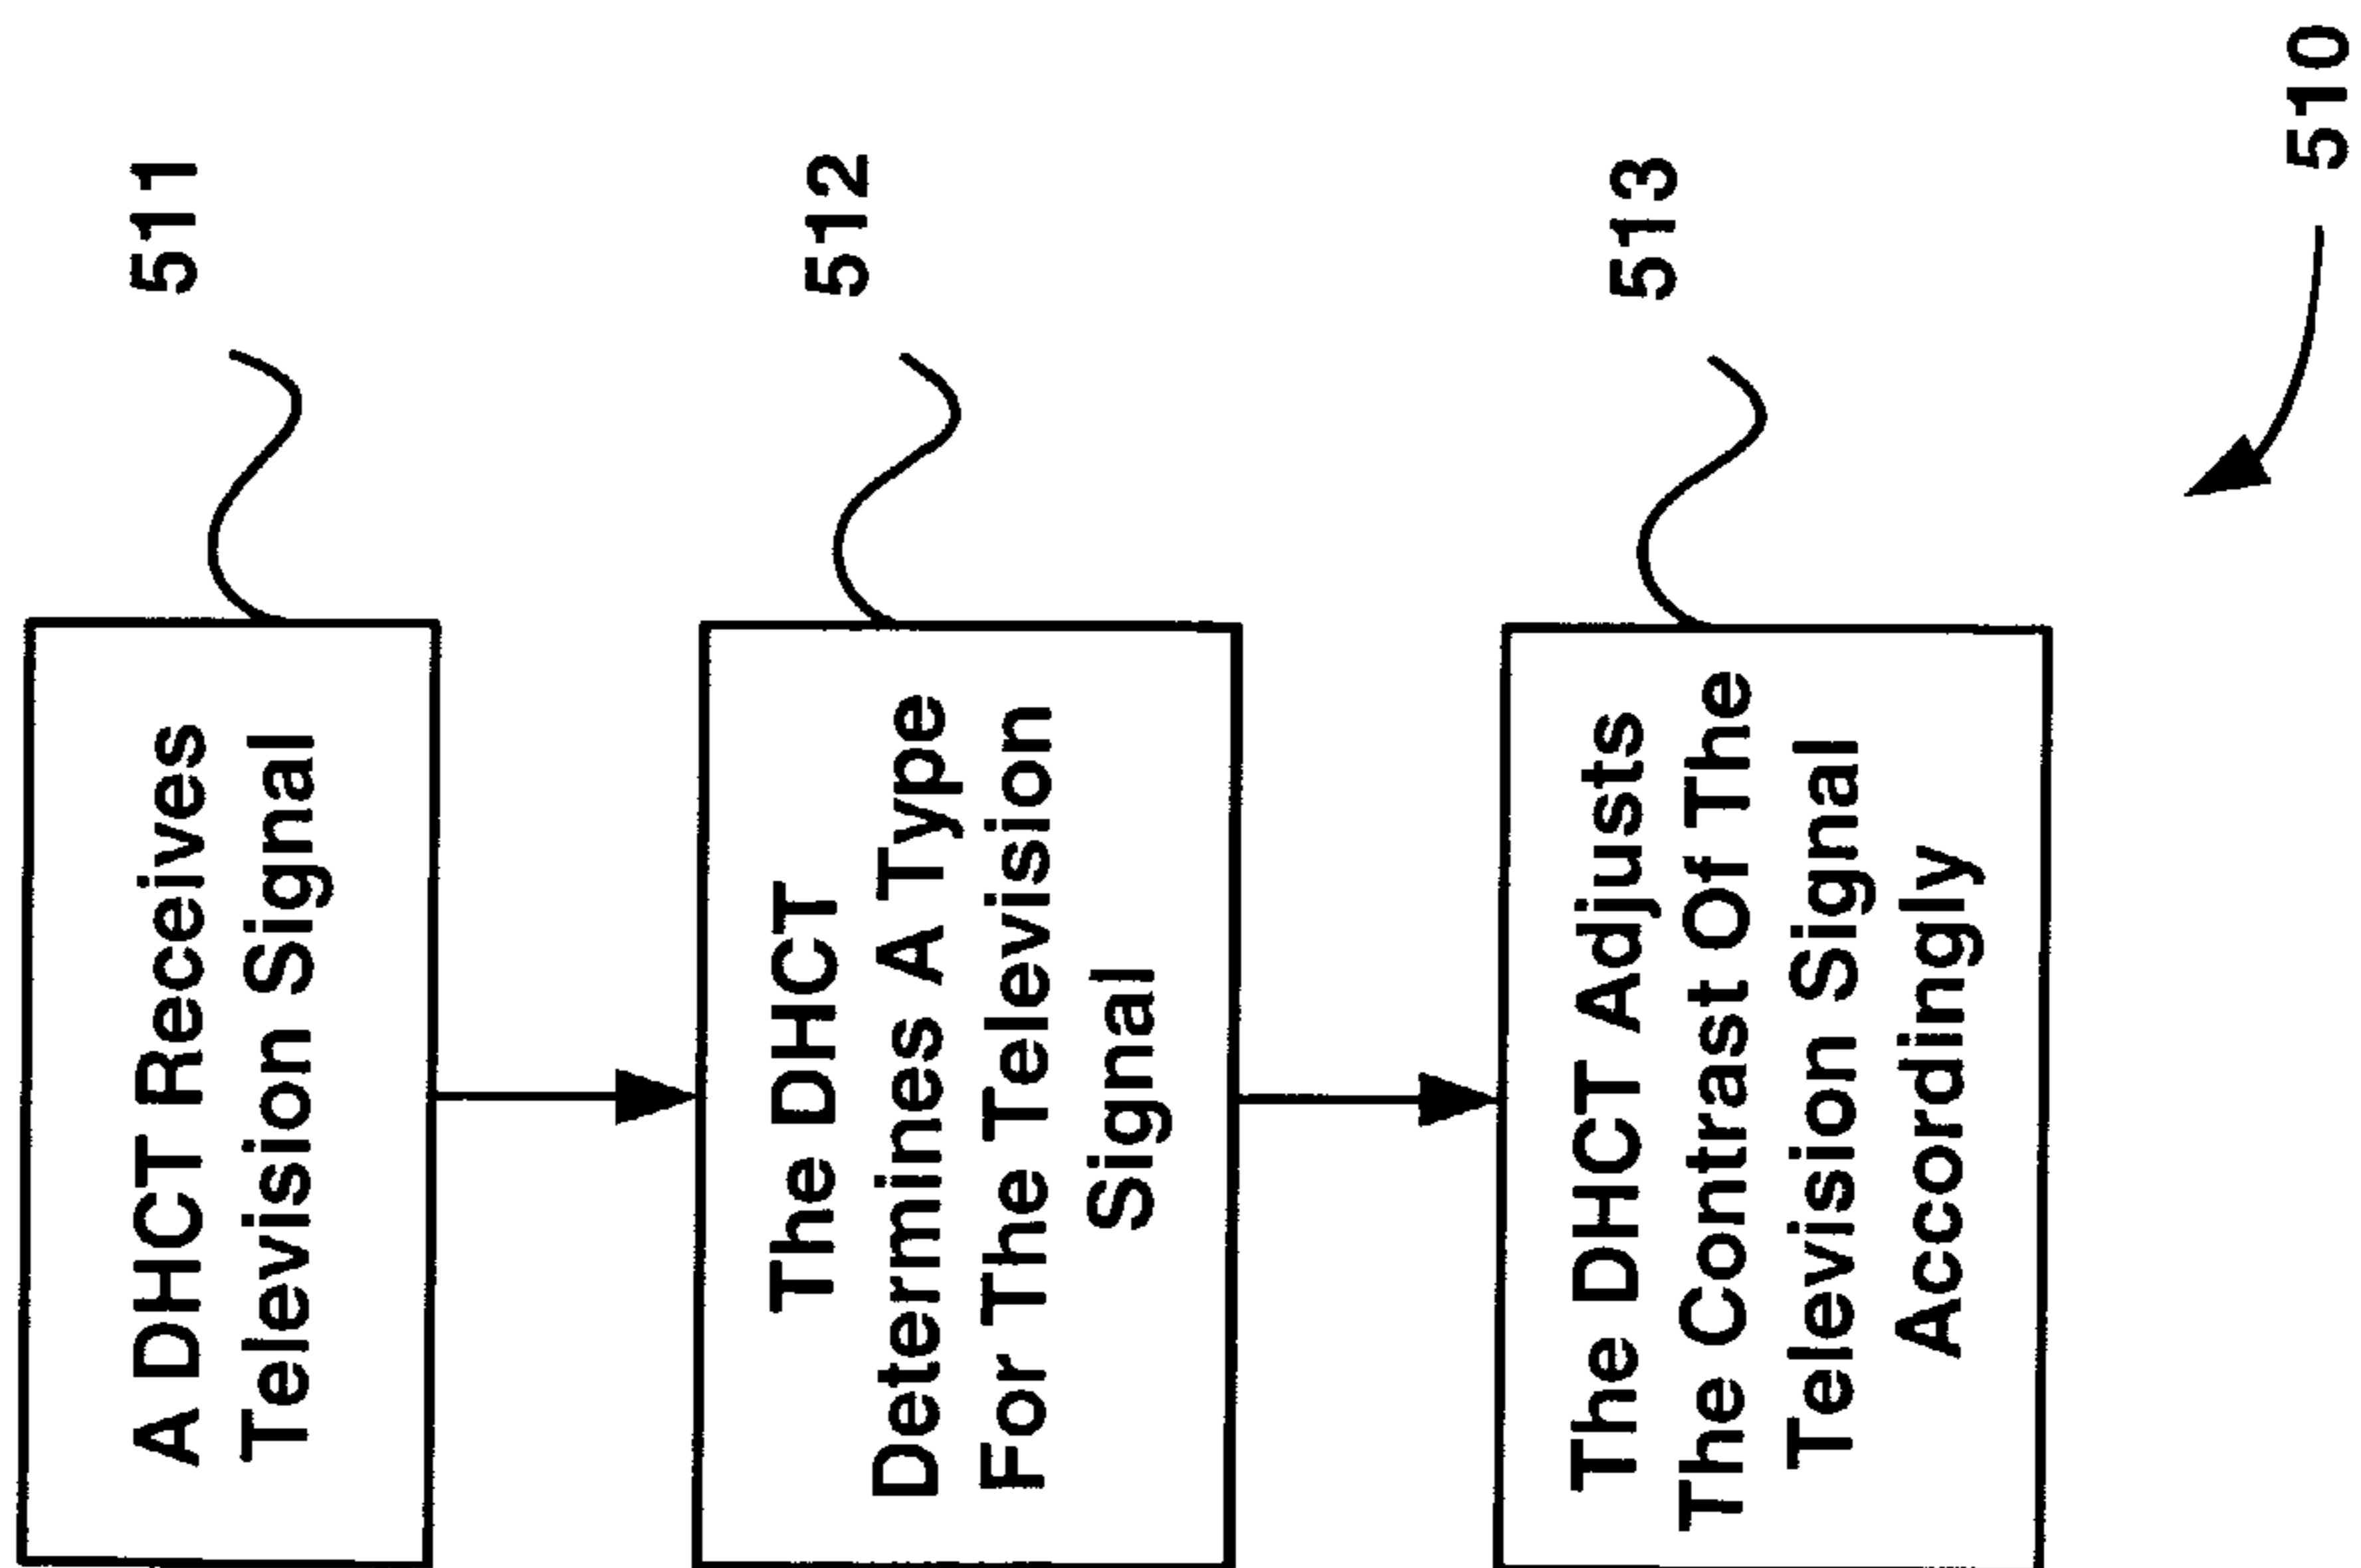 A DHCT Receives
Television Signal
511
The DHCT
Determines A Type
For The Television
Signal
512
The DHCT Adjusts
The Contrast Of The
Television Signal
Accordingly
513
510